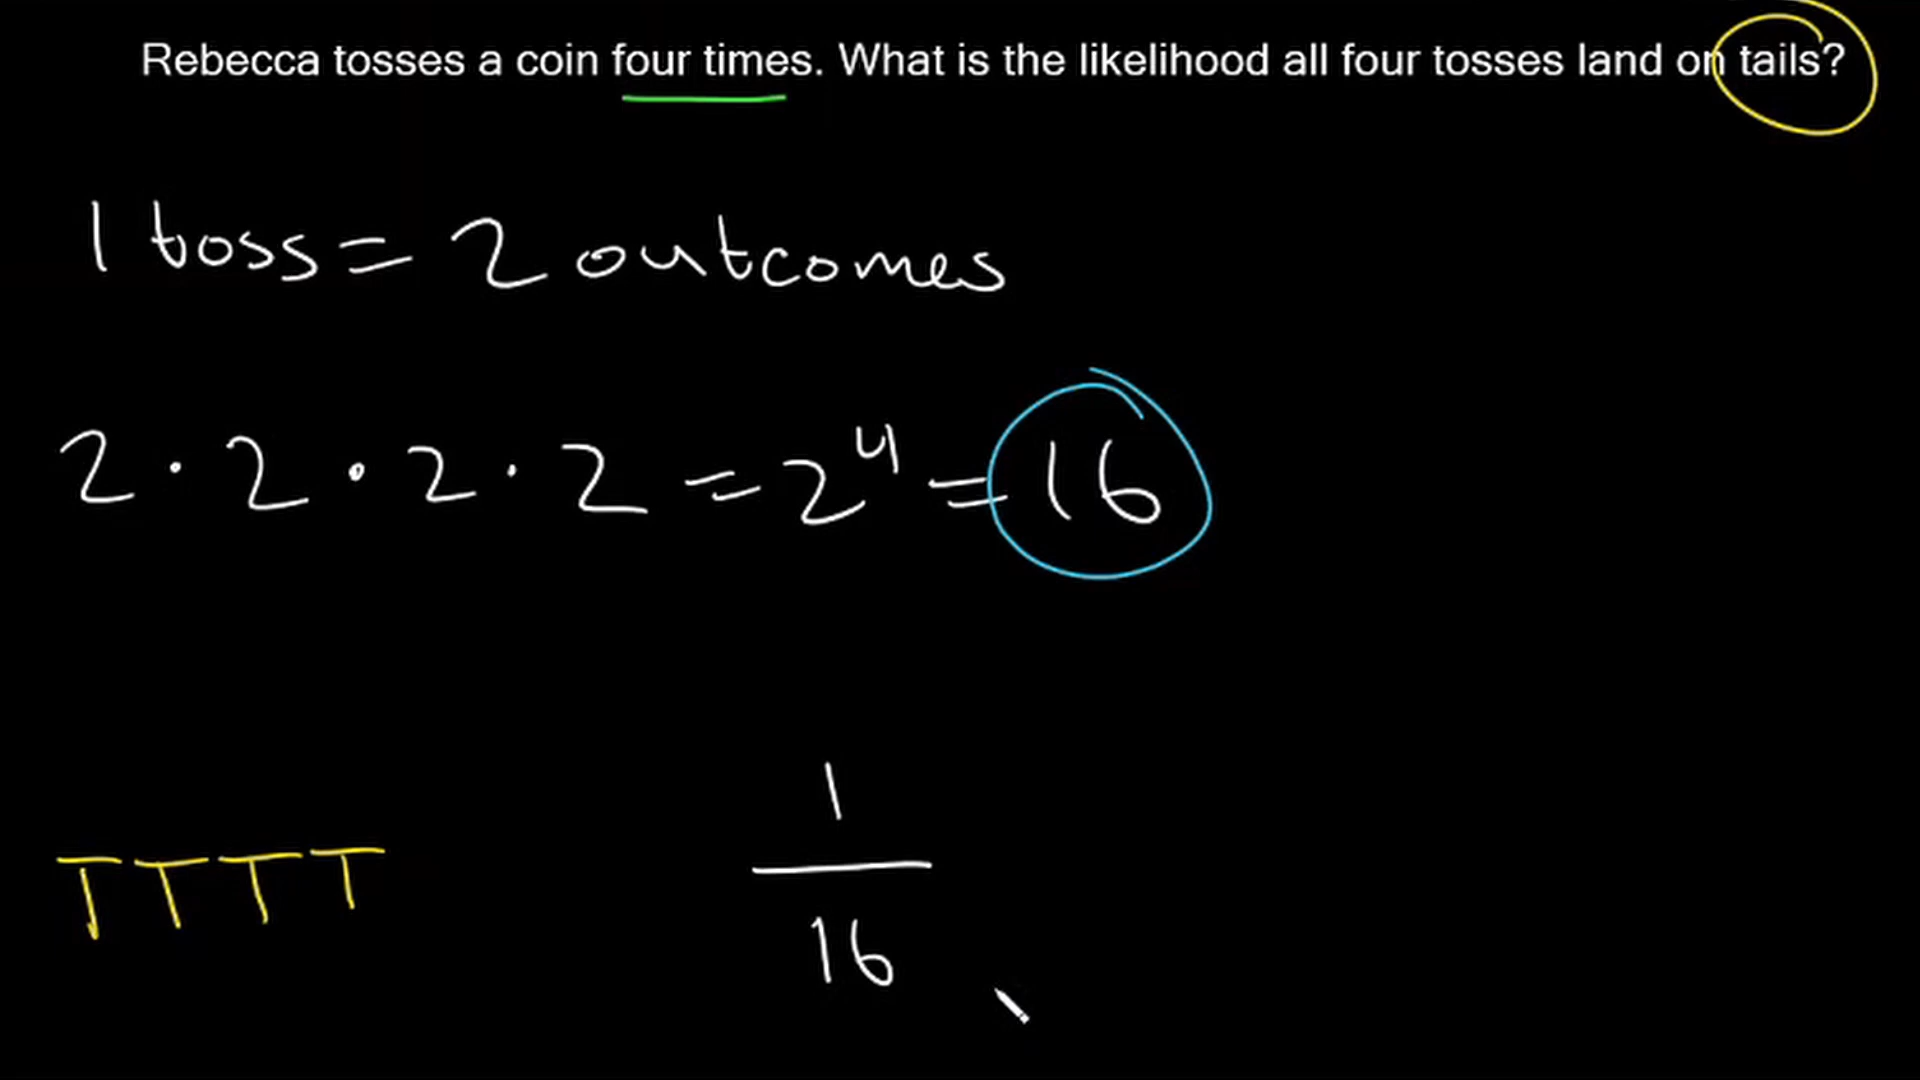 Rebecca tosses a coin four times. What is the likelihood all four tosses land on tails?
1 toss = 2 outcomes
2 · 2 · 2 · 2 = 2⁴ = 16
1
TTTT
16